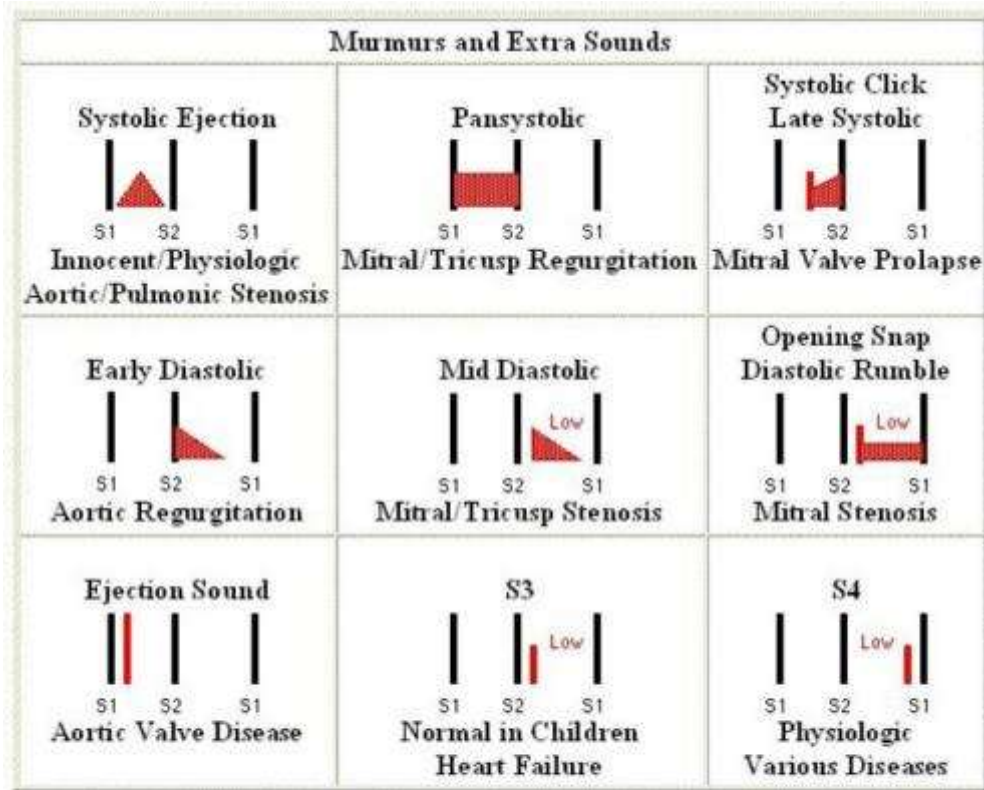 Murmurs and Extra Sounds
Systolic Ejection
S1 S2 S1
Innocent/Physiologic
Aortic/Pulmonic Stenosis
Pansystolic
S1 S2 S1
Mitral/Tricusp Regurgitation
Systolic Click
Late Systolic
S1 S2 S1
Mitral Valve Prolapse
Early Diastolic
S1 S2 S1
Aortic Regurgitation
Mid Diastolic
Low
S1 S2 S1
Mitral/Tricusp Stenosis
Opening Snap
Diastolic Rumble
Low
S1 S2 S1
Mitral Stenosis
Ejection Sound
S1 S2 S1
Aortic Valve Disease
S3
Low
S1 S2 S1
Normal in Children
Heart Failure
S4
Low
S1 S2 S1
Physiologic
Various Diseases